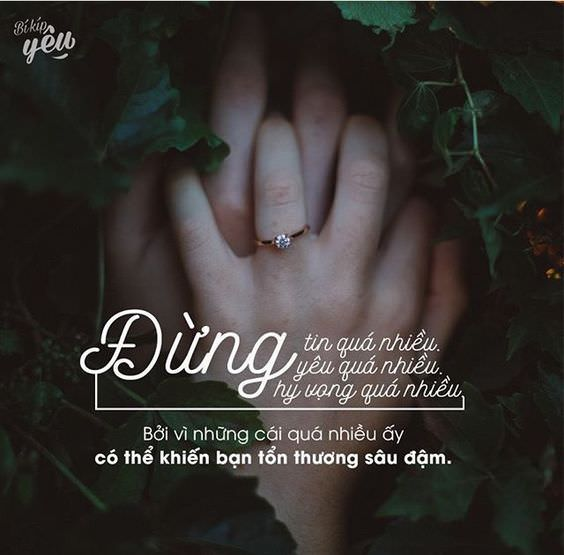 Bí kíp
yêu
Đừng
tin quá nhiều.
yêu quá nhiều.
hy vọng quá nhiều
Bởi vì những cái quá nhiều ấy
có thể khiến bạn tổn thương sâu đậm.